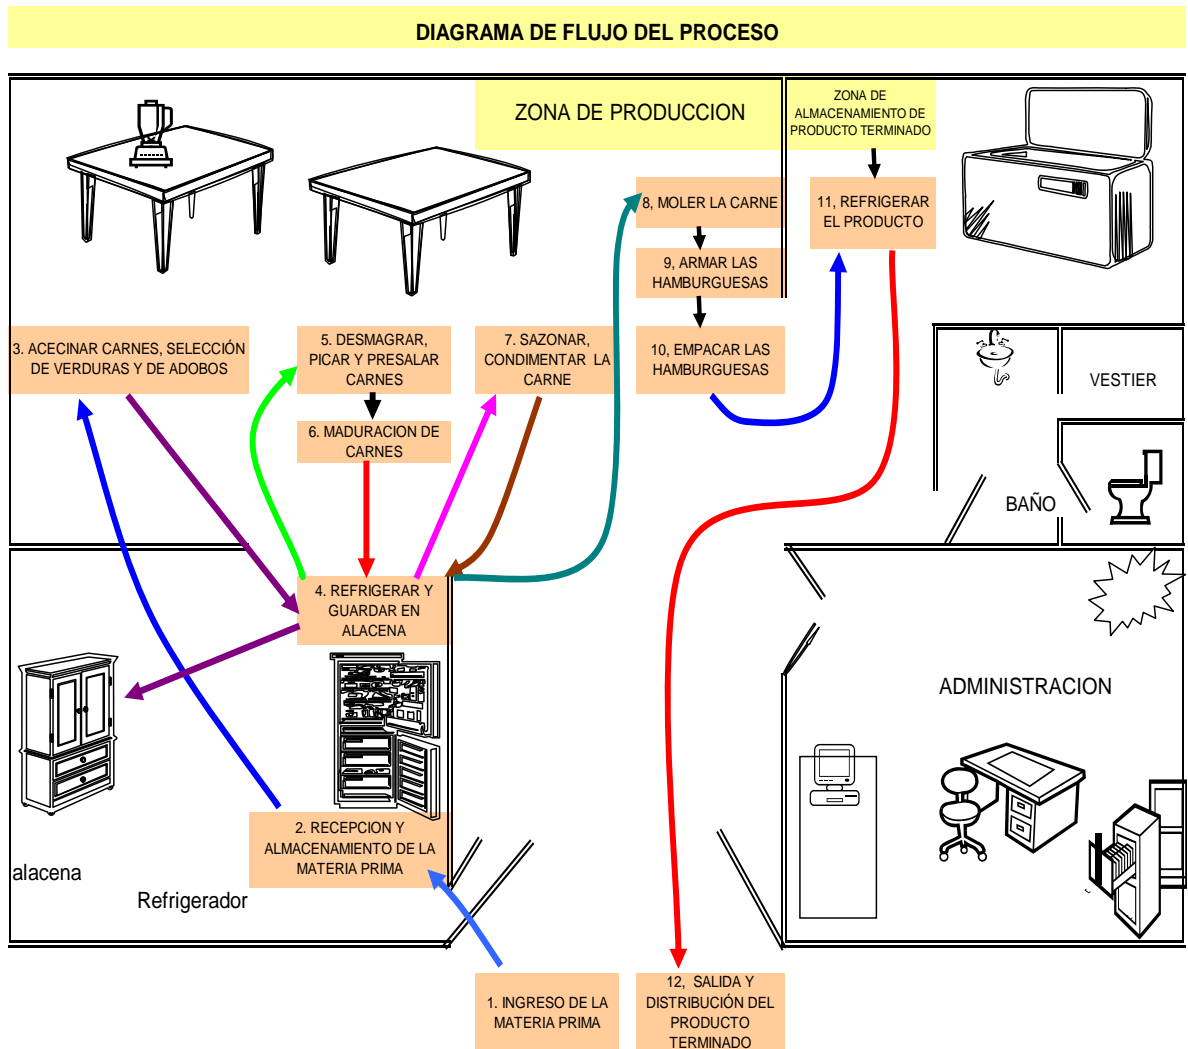 DIAGRAMA DE FLUJO DEL PROCESO
ZONA DE PRODUCCION
ZONA DE
ALMACENAMIENTO DE
PRODUCTO TERMINADO
8, MOLER LA CARNE
11, REFRIGERAR
EL PRODUCTO
9, ARMAR LAS
HAMBURGUESAS
3. ACECINAR CARNES, SELECCIÓN
DE VERDURAS Y DE ADOBOS
5. DESMAGRAR,
PICAR Y PRESALAR
CARNES
7. SAZONAR,
CONDIMENTAR LA
CARNE
10, EMPACAR LAS
HAMBURGUESAS
VESTIER
6. MADURACION DE
CARNES
BAÑO
4. REFRIGERAR Y
GUARDAR EN
ALACENA
ADMINISTRACION
2. RECEPCION Y
ALMACENAMIENTO DE LA
MATERIA PRIMA
alacena
Refrigerador
1. INGRESO DE LA
MATERIA PRIMA
12, SALIDA Y
DISTRIBUCIÓN DEL
PRODUCTO
TERMINADO